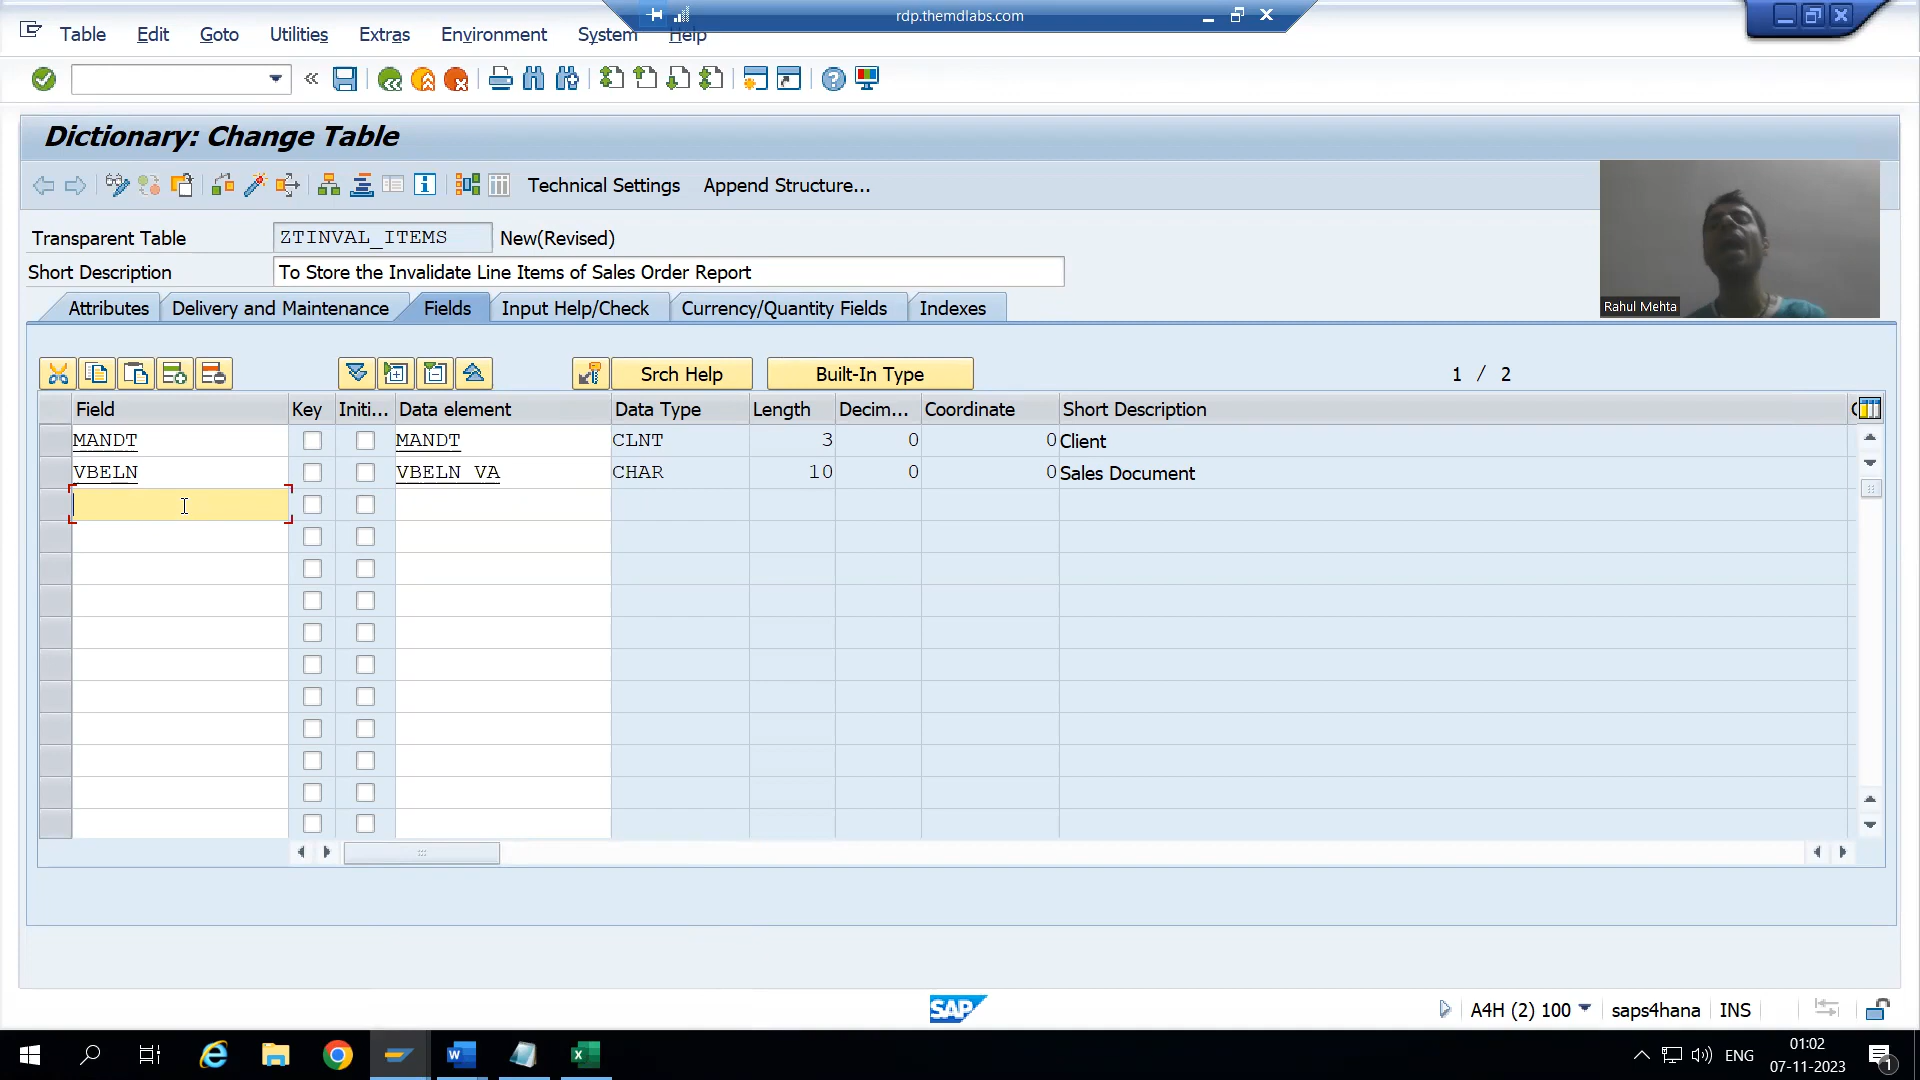 rdp.themdlabs.com
Table Edit Goto Utilities Extras Environment System Help
Dictionary: Change Table
Technical Settings Append Structure...
Transparent Table ZTINVAL_ITEMS New(Revised)
Short Description To Store the Invalidate Line Items of Sales Order Report
Rahul Mehta
Attributes Delivery and Maintenance Fields Input Help/Check Currency/Quantity Fields Indexes
Srch Help Built-In Type 1 / 2
Field Key Initi... Data element Data Type Length Decim... Coordinate Short Description
MANDT MANDT CLNT 3 0 0 Client
VBELN VBELN_VA CHAR 10 0 0 Sales Document
SAP
A4H (2) 100 saps4hana INS
ENG
01:02
07-11-2023
1